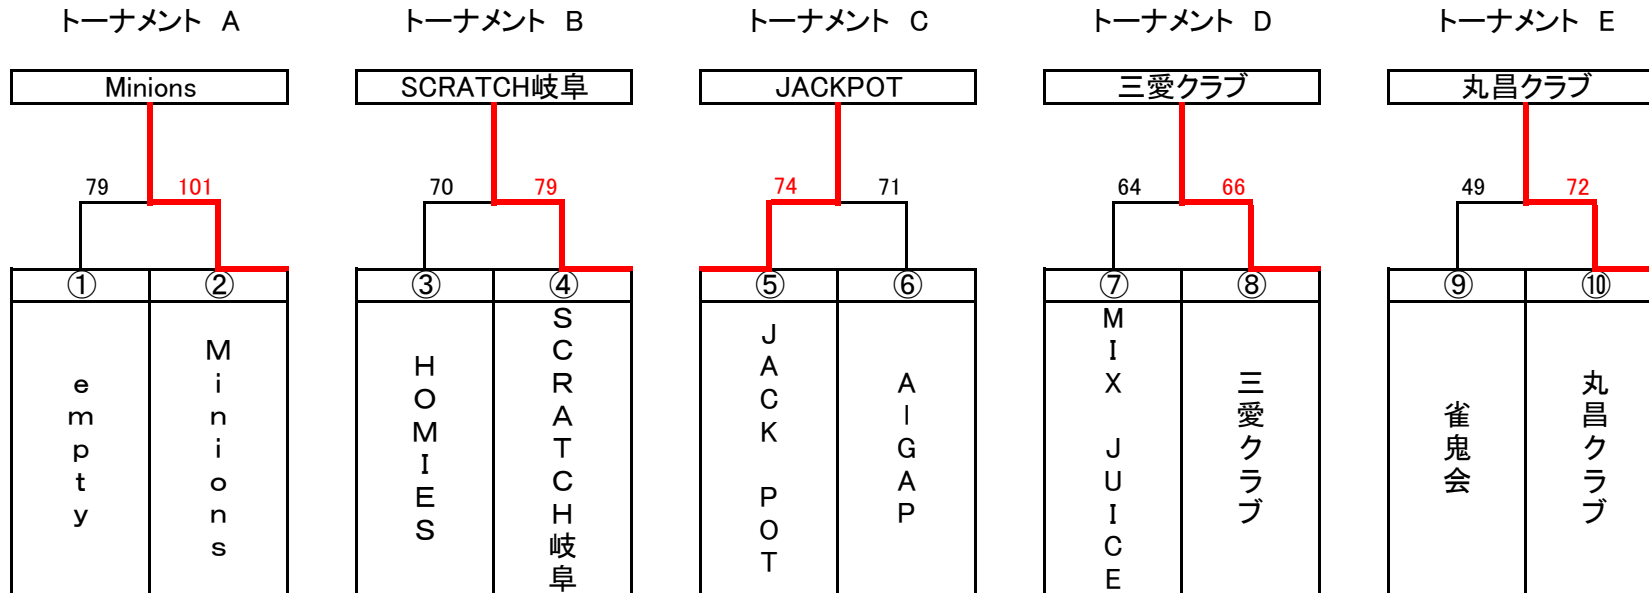 トーナメント A
トーナメント B
トーナメント C
トーナメント D
トーナメント E
Minions
SCRATCH岐阜
JACKPOT
三愛クラブ
丸昌クラブ
79 101
70 79
74 71
64 66
49 72
① ②
③ ④
⑤ ⑥
⑦ ⑧
⑨ ⑩
empty
Minions
HOMIES
SCRATCH岐阜
JACK POT
AIGAP
MIX JUICE
三愛クラブ
雀鬼会
丸昌クラブ